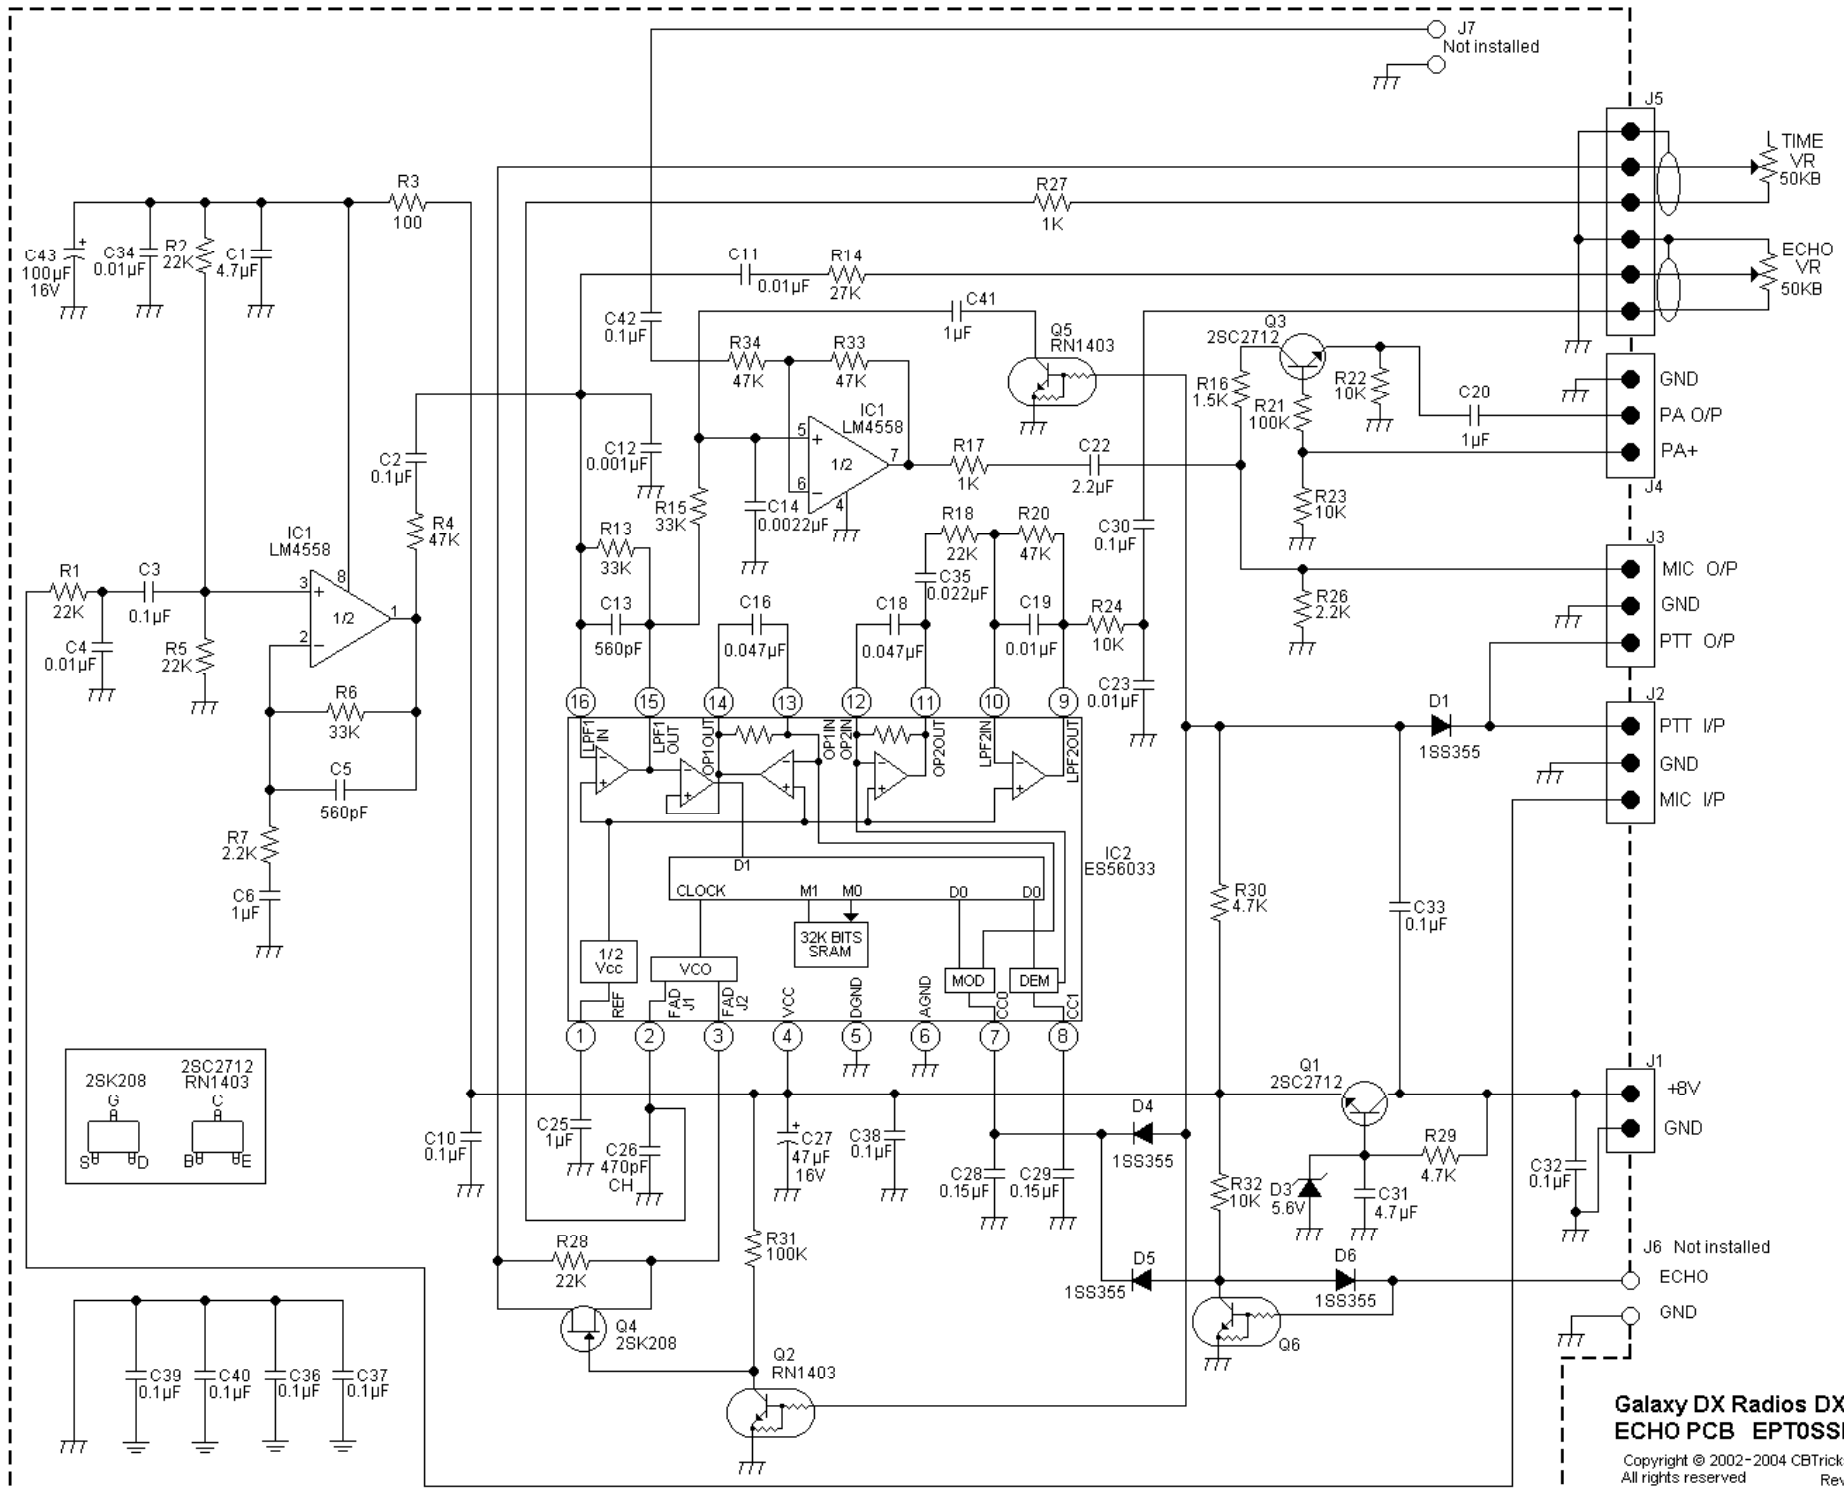 J7
Not installed
J5
TIME
VR
50KB
R3
100
R27
1K
C43
100µF
16V
C34
0.01µF
R2
22K
C1
4.7µF
C11
0.01µF
R14
27K
ECHO
VR
50KB
C42
0.1µF
C41
1µF
Q5
RN1403
Q3
2SC2712
R34
47K
R33
47K
R16
1.5K
R22
10K
R21
100K
C20
1µF
GND
PA O/P
PA+
J4
IC1
LM4558
5
+
1/2
7
6
−
4
C2
0.1µF
C12
0.001µF
R17
1K
C22
2.2µF
R15
33K
C14
0.0022µF
R23
10K
R4
47K
R13
33K
R18
22K
R20
47K
C30
0.1µF
J3
MIC O/P
GND
PTT O/P
IC1
LM4558
R1
22K
C3
0.1µF
3
+
8
1/2
1
2
−
C35
0.022µF
R26
2.2K
C4
0.01µF
R5
22K
C13
560pF
C16
0.047µF
C18
0.047µF
C19
0.01µF
R24
10K
C23
0.01µF
R6
33K
C5
560pF
R7
2.2K
C6
1µF
16
15
14
13
12
11
10
9
LPF1
IN
LPF1
OUT
OP1OUT
OP1IN
OP2IN
OP2OUT
LPF2IN
LPF2OUT
D1
1SS355
J2
PTT I/P
GND
MIC I/P
IC2
ES56033
D1
CLOCK
M1
M0
D0
D0
32K BITS
SRAM
1/2
Vcc
VCO
MOD
DEM
REF
FAD
J1
FAD
J2
VCC
DGND
AGND
CC0
CC1
1
2
3
4
5
6
7
8
R30
4.7K
C33
0.1µF
2SK208
G
S
D
2SC2712
RN1403
C
B
E
Q1
2SC2712
J1
+8V
GND
C10
0.1µF
C25
1µF
C26
470pF
CH
C27
47µF
16V
C38
0.1µF
C28
0.15µF
C29
0.15µF
D4
1SS355
R29
4.7K
C32
0.1µF
R32
10K
D3
5.6V
C31
4.7µF
R28
22K
R31
100K
D5
1SS355
D6
1SS355
J6 Not installed
ECHO
GND
Q4
2SK208
Q6
Q2
RN1403
C39
0.1µF
C40
0.1µF
C36
0.1µF
C37
0.1µF
Galaxy DX Radios DX
ECHO PCB EPT0SS
Copyright © 2002-2004 CBTrick
All rights reserved
Rev